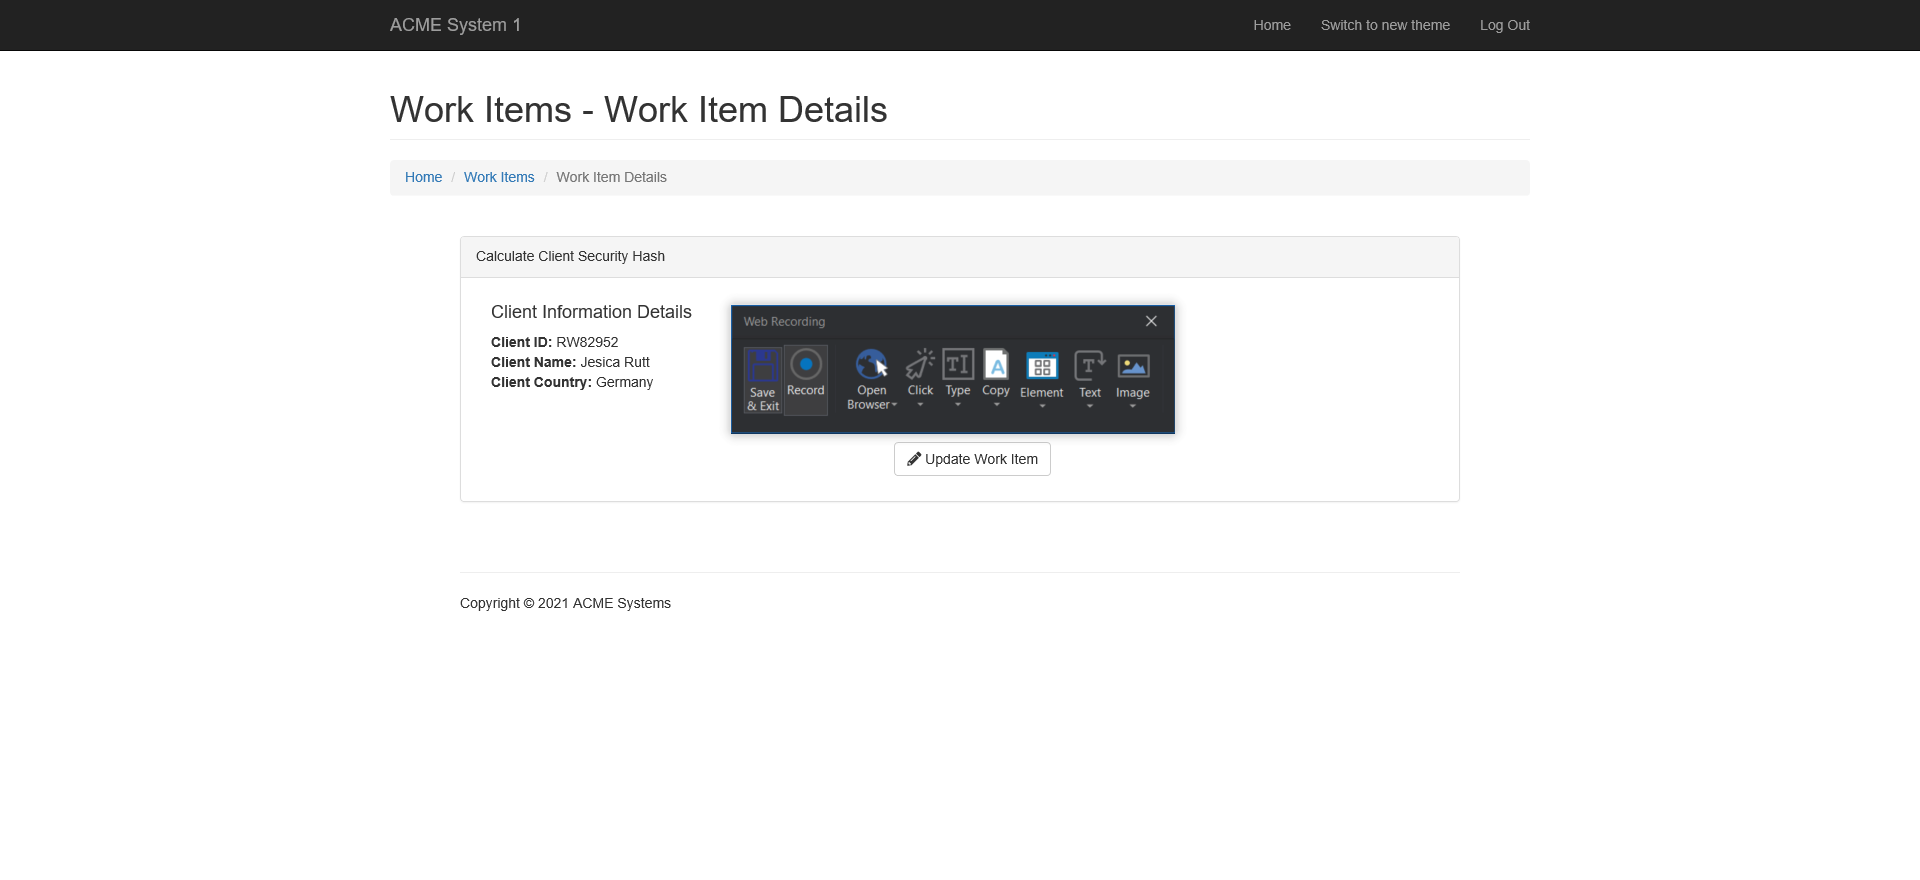 ACME System 1
Home
Switch to new theme
Log Out
Work Items - Work Item Details
Home / Work Items / Work Item Details
Calculate Client Security Hash
Client Information Details
Client ID: RW82952
Client Name: Jesica Rutt
Client Country: Germany
Web Recording
Save & Exit
Record
Open Browser
Click
Type
Copy
Element
Text
Image
Update Work Item
Copyright © 2021 ACME Systems